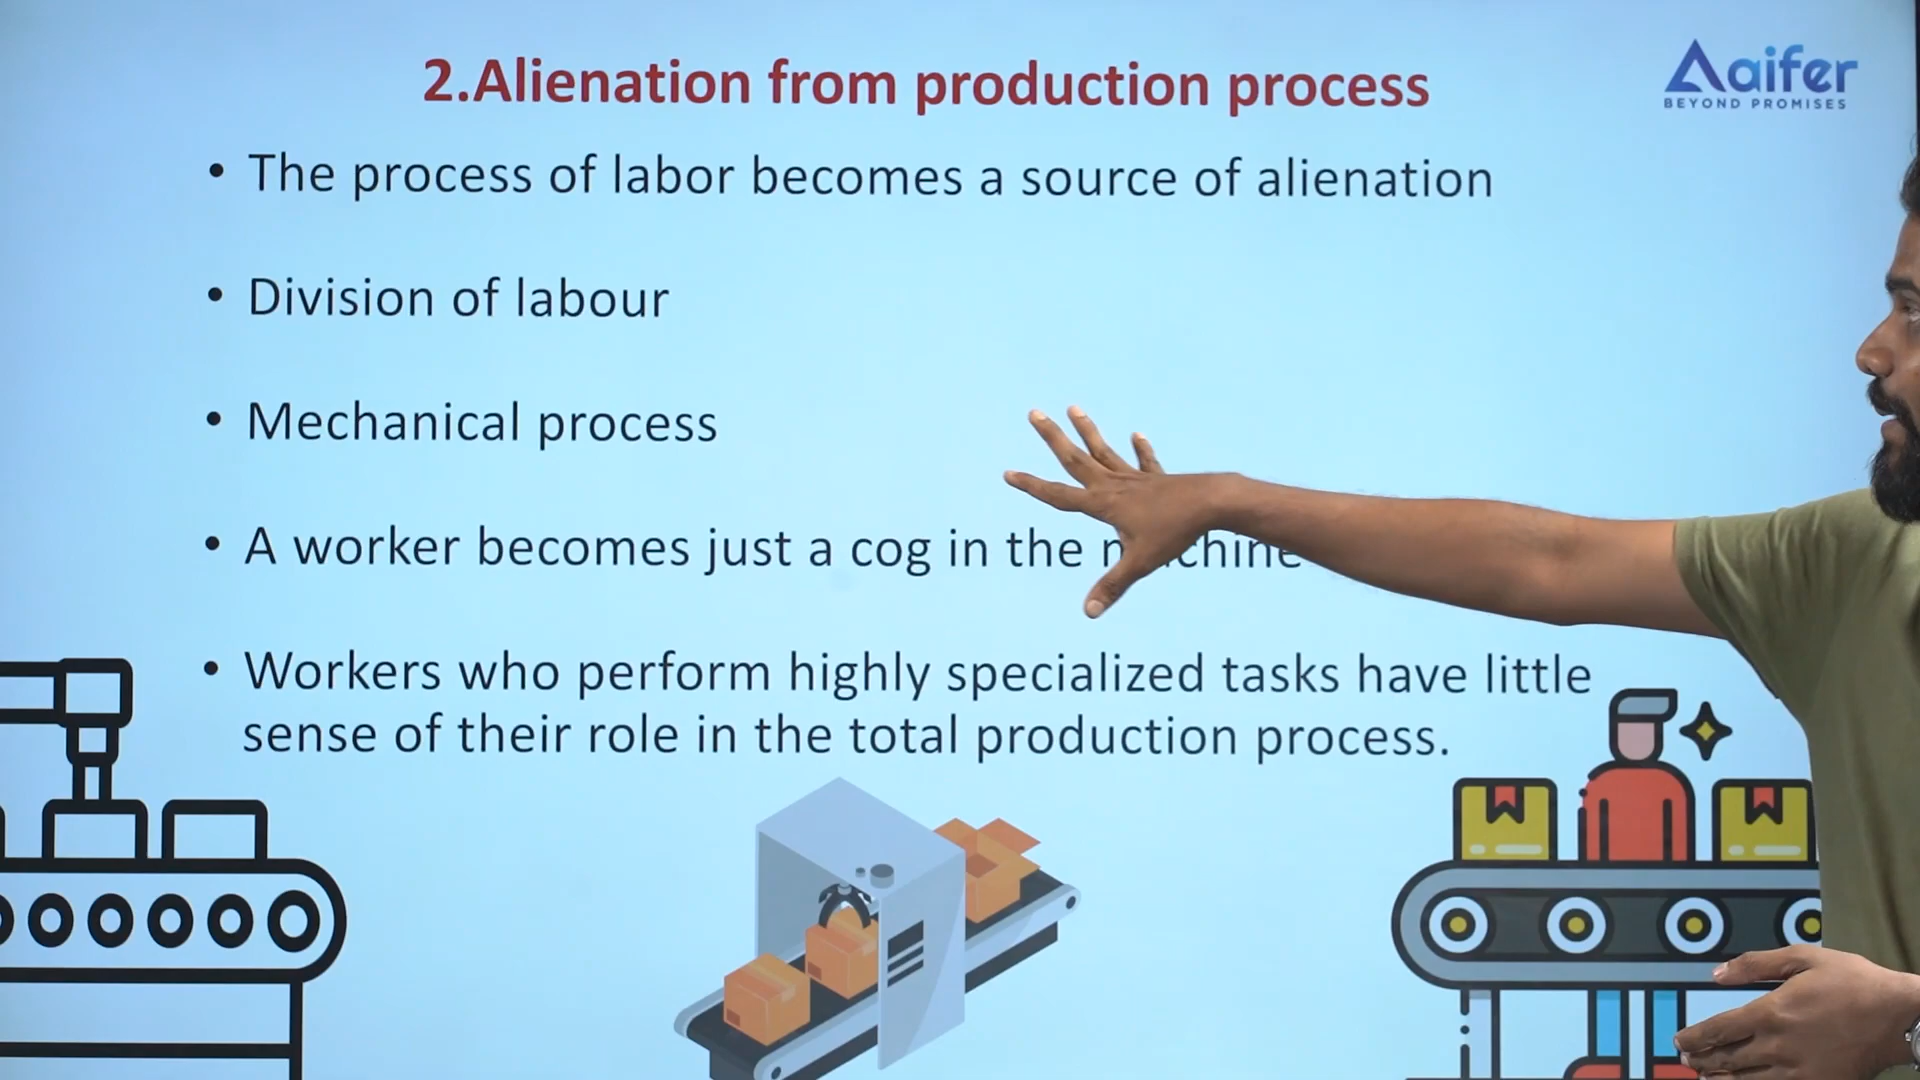 2.Alienation from production process
aifer
BEYOND PROMISES
• The process of labor becomes a source of alienation
• Division of labour
• Mechanical process
• A worker becomes just a cog in the
• Workers who perform highly specialized tasks have little
sense of their role in the total production process.